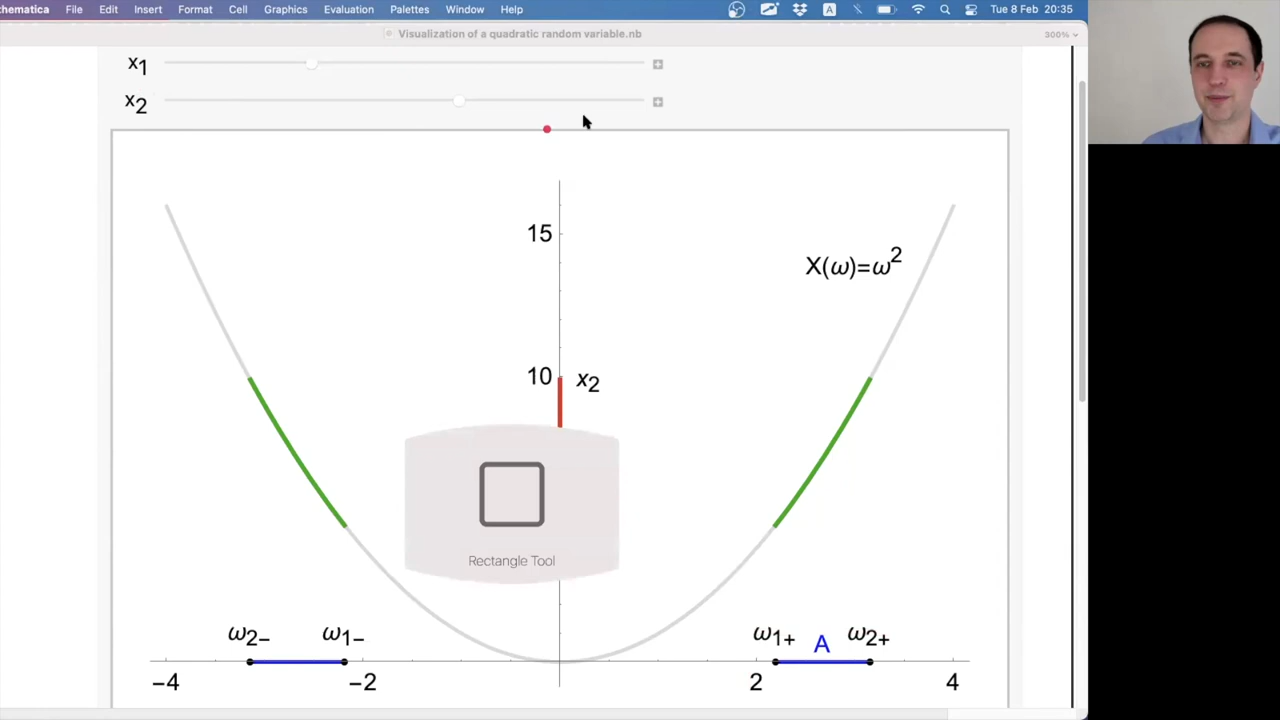 thematica File Edit Insert Format Cell Graphics Evaluation Palettes Window Help A Tue 8 Feb 20:35
Visualization of a quadratic random variable.nb 300%
x1
x2
15
X(ω)=ω²
10 x2
Rectangle Tool
ω2− ω1− ω1+ A ω2+
−4 −2 2 4